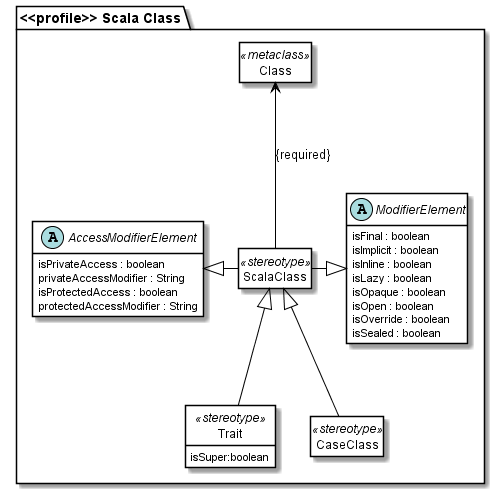 <<profile>> Scala Class
«metaclass»
Class
{required}
A AccessModifierElement
isPrivateAccess : boolean
privateAccessModifier : String
isProtectedAccess : boolean
protectedAccessModifier : String
«stereotype»
ScalaClass
A ModifierElement
isFinal : boolean
isImplicit : boolean
isInline : boolean
isLazy : boolean
isOpaque : boolean
isOpen : boolean
isOverride : boolean
isSealed : boolean
«stereotype»
Trait
isSuper:boolean
«stereotype»
CaseClass